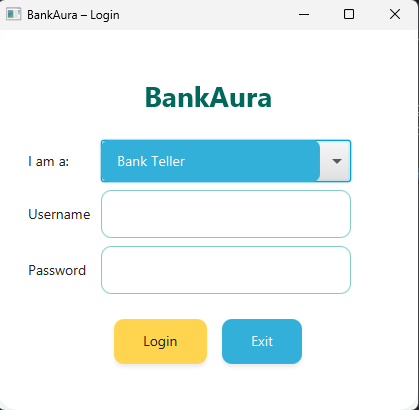 BankAura – Login
BankAura
I am a: Bank Teller
Username
Password
Login Exit